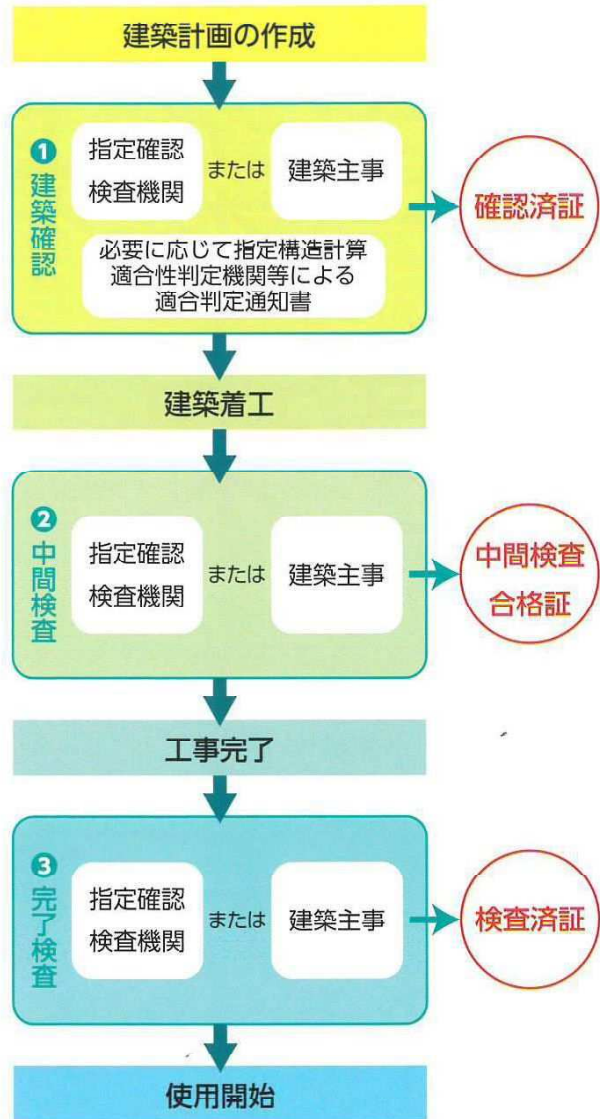 建築計画の作成
❶建築確認
指定確認
検査機関
または
建築主事
必要に応じて指定構造計算
適合性判定機関等による
適合判定通知書
確認済証
建築着工
❷中間検査
指定確認
検査機関
または
建築主事
中間検査
合格証
工事完了
❸完了検査
指定確認
検査機関
または
建築主事
検査済証
使用開始